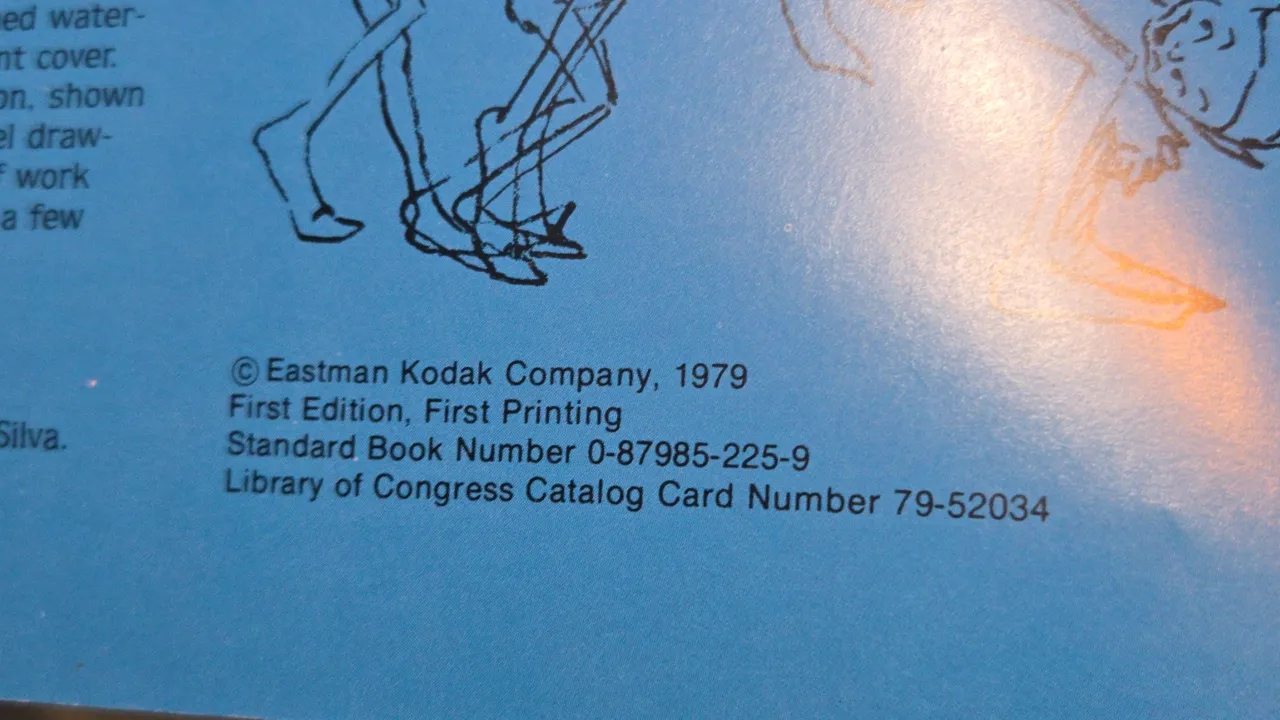 ed water-
nt cover.
on, shown
el draw-
f work
a few
Silva.
© Eastman Kodak Company, 1979
First Edition, First Printing
Standard Book Number 0-87985-225-9
Library of Congress Catalog Card Number 79-52034